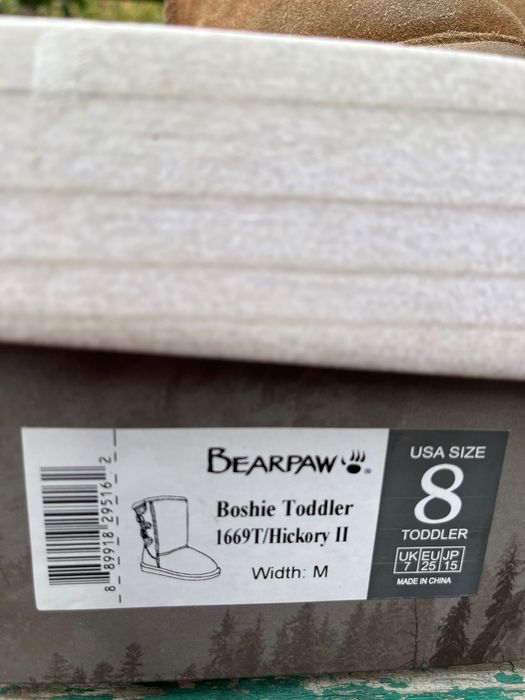 BEARPAW ®
Boshie Toddler
1669T/Hickory II
Width: M
8 89918 29516 2
USA SIZE
8
TODDLER
UK EU JP
7 25 15
MADE IN CHINA